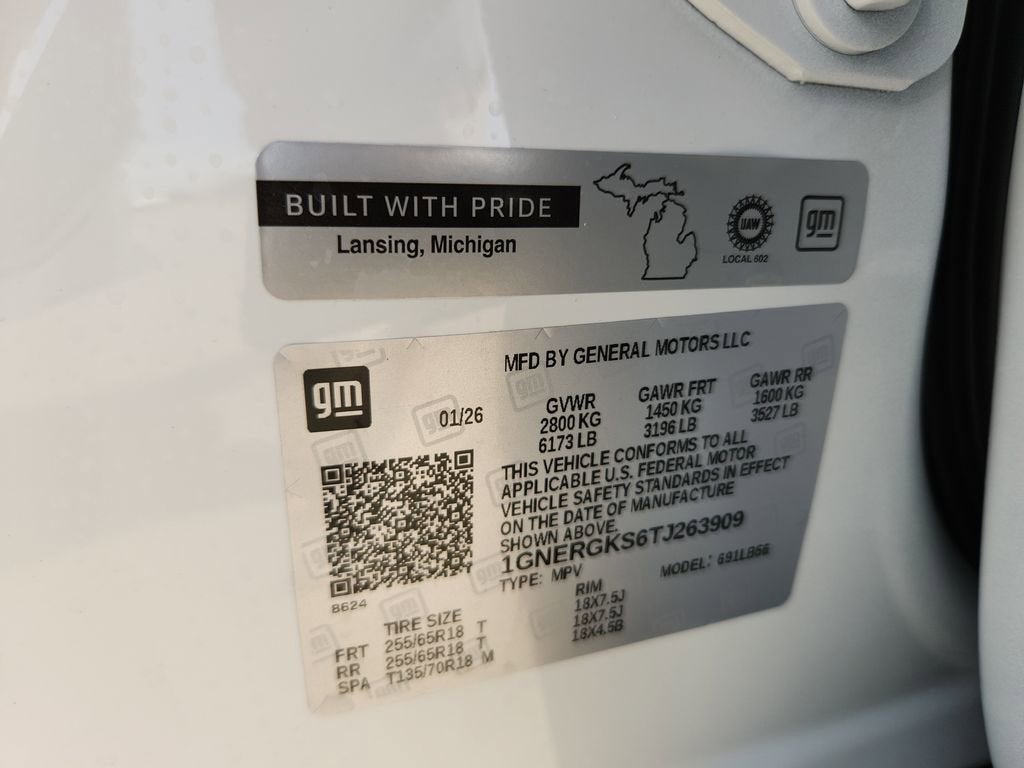 BUILT WITH PRIDE
Lansing, Michigan
UAW
LOCAL 602
gm
gm
MFD BY GENERAL MOTORS LLC
01/26
GVWR GAWR FRT GAWR RR
2800 KG 1450 KG 1600 KG
6173 LB 3196 LB 3527 LB
THIS VEHICLE CONFORMS TO ALL
APPLICABLE U.S. FEDERAL MOTOR
VEHICLE SAFETY STANDARDS IN EFFECT
ON THE DATE OF MANUFACTURE
SHOWN ABOVE.
1GNERGKS6TJ263909
TYPE: MPV MODEL: 691LB56
8624
TIRE SIZE RIM
FRT 255/65R18 T 18X7.5J
RR 255/65R18 T 18X7.5J
SPA T135/70R18 M 18X4.5B